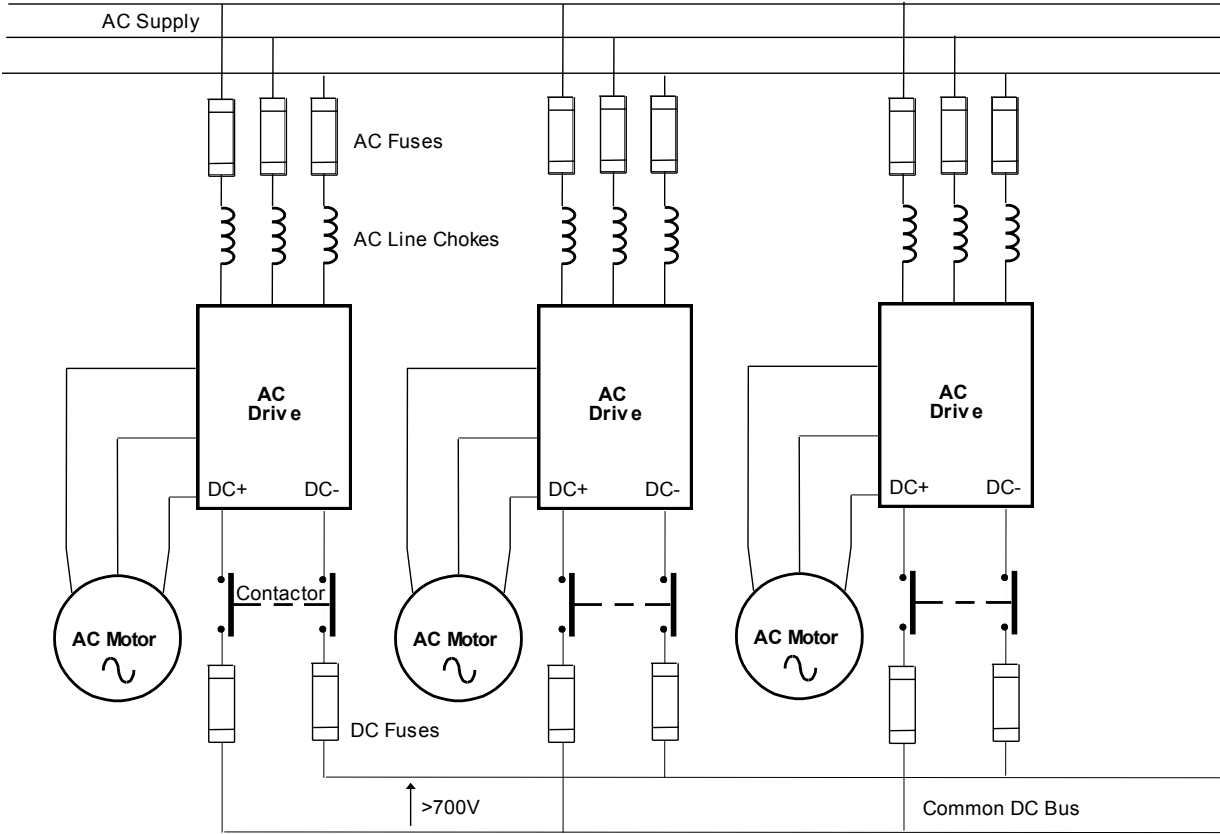 AC Supply
AC Fuses
AC Line Chokes
AC
Drive
AC
Drive
AC
Drive
DC+ DC-
DC+ DC-
DC+ DC-
Contactor
AC Motor
AC Motor
AC Motor
DC Fuses
>700V
Common DC Bus